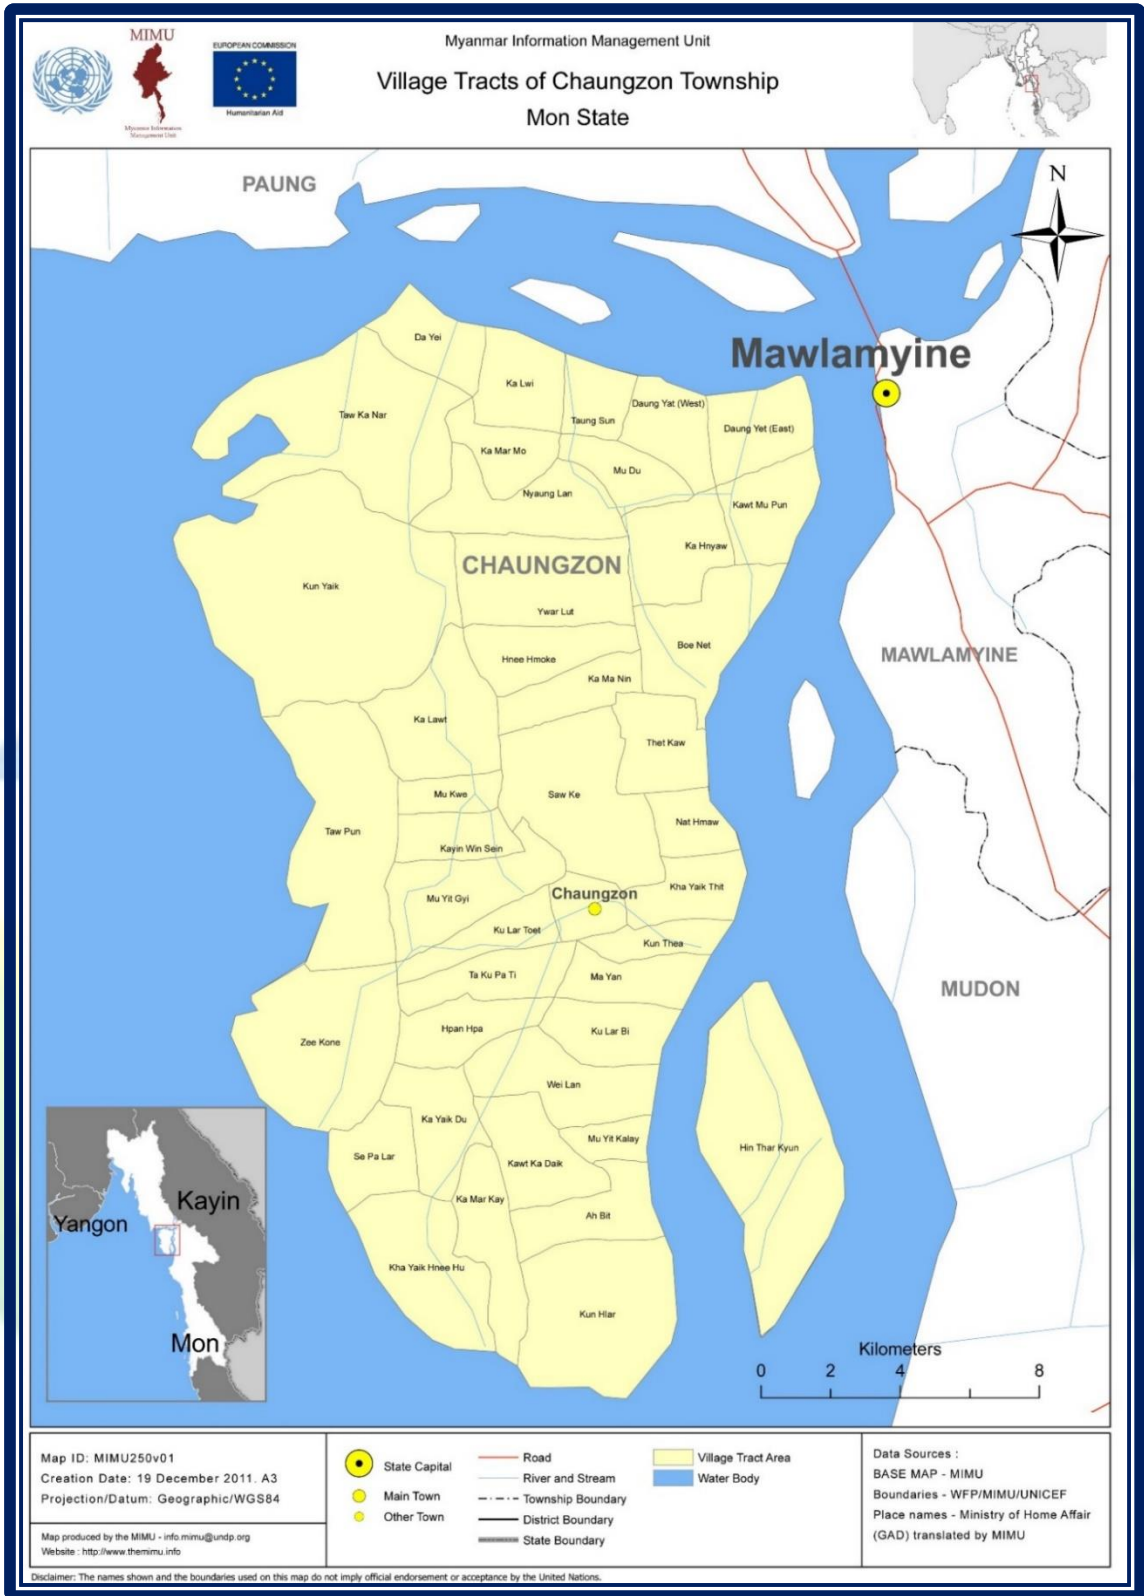 MIMU
Myanmar Information
Management Unit
EUROPEAN COMMISSION
Humanitarian Aid
Myanmar Information Management Unit
Village Tracts of Chaungzon Township
Mon State
PAUNG
N
Da Yei
Mawlamyine
Ka Lwi
Taw Ka Nar
Taung Sun
Daung Yat (West)
Daung Yet (East)
Ka Mar Mo
Mu Du
Nyaung Lan
Kawt Mu Pun
Ka Hnyaw
CHAUNGZON
Kun Yaik
Ywar Lut
Boe Net
MAWLAMYINE
Hnee Hmoke
Ka Ma Nin
Ka Lawt
Thet Kaw
Mu Kwe
Saw Ke
Nat Hmaw
Taw Pun
Kayin Win Sein
Kha Yaik Thit
Chaungzon
Mu Yit Gyi
Ku Lar Toet
Kun Thea
Ta Ku Pa Ti
Ma Yan
MUDON
Hpan Hpa
Ku Lar Bi
Zee Kone
Wei Lan
Ka Yaik Du
Mu Yit Kalay
Hin Thar Kyun
Se Pa Lar
Kawt Ka Daik
Ka Mar Kay
Ah Bit
Kha Yaik Hnee Hu
Kun Hlar
Kayin
Yangon
Mon
Kilometers
0 2 4 8
Map ID: MIMU250v01
Creation Date: 19 December 2011. A3
Projection/Datum: Geographic/WGS84
Map produced by the MIMU - info.mimu@undp.org
Website : http://www.themimu.info
State Capital
Main Town
Other Town
Road
River and Stream
Township Boundary
District Boundary
State Boundary
Village Tract Area
Water Body
Data Sources :
BASE MAP - MIMU
Boundaries - WFP/MIMU/UNICEF
Place names - Ministry of Home Affair
(GAD) translated by MIMU
Disclaimer: The names shown and the boundaries used on this map do not imply official endorsement or acceptance by the United Nations.